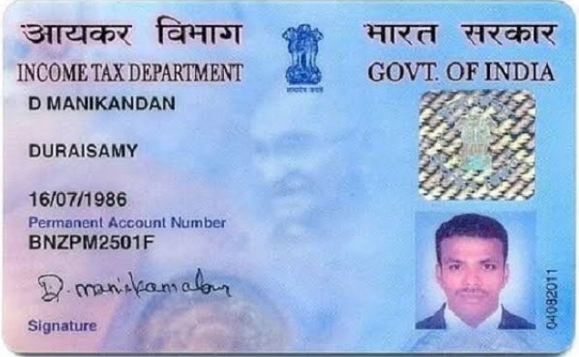 आयकर विभाग
भारत सरकार
INCOME TAX DEPARTMENT
GOVT. OF INDIA
सत्यमेव जयते
D MANIKANDAN
DURAISAMY
16/07/1986
Permanent Account Number
BNZPM2501F
D. manikandan
Signature
04082011